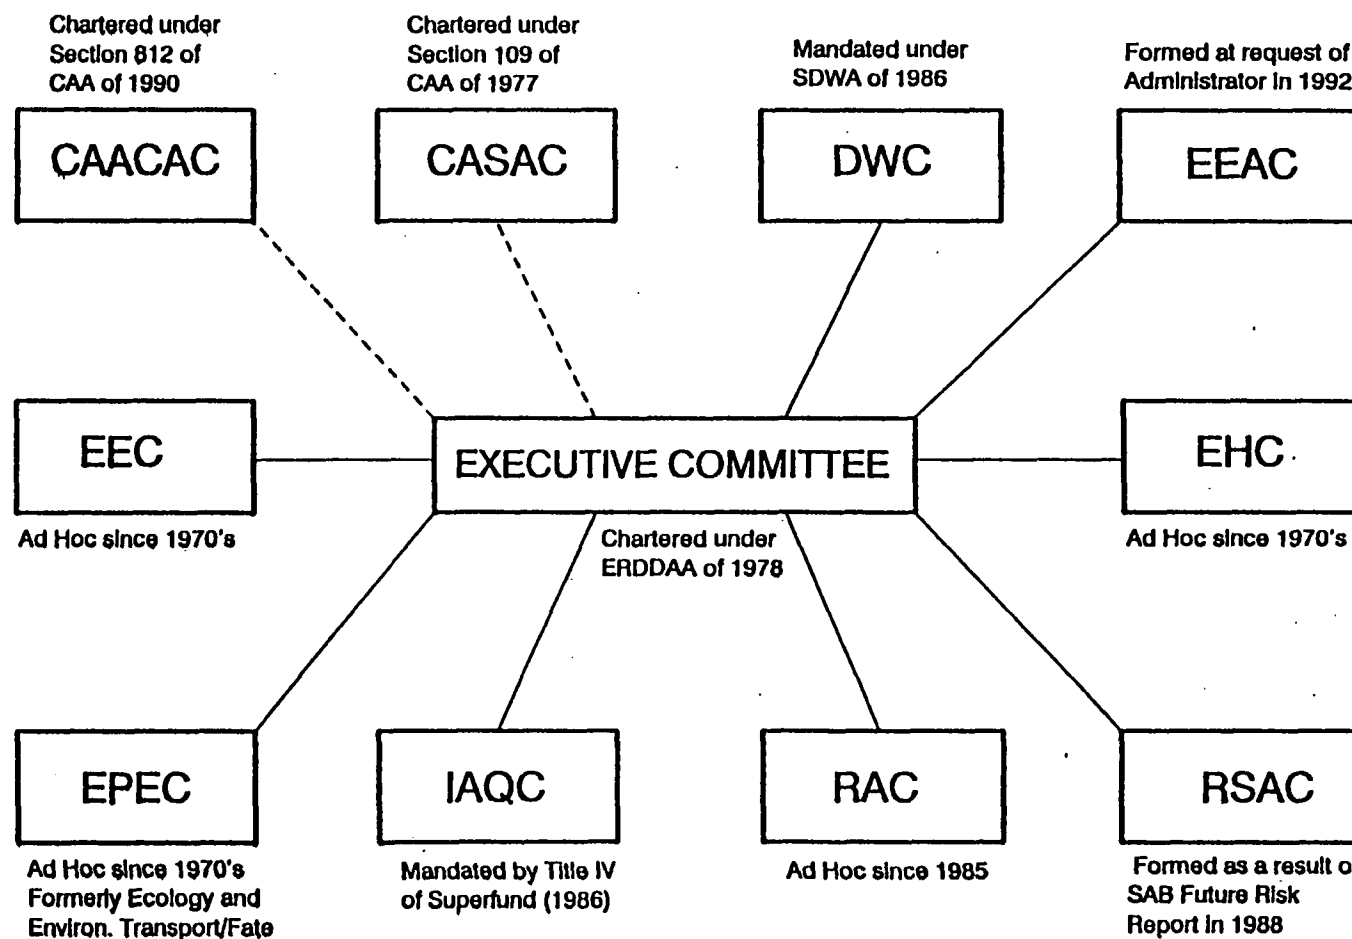 Chartered under
Section 812 of
CAA of 1990
CAACAC
Chartered under
Section 109 of
CAA of 1977
CASAC
Mandated under
SDWA of 1986
DWC
Formed at request of
Administrator in 1992
EEAC
EEC
Ad Hoc since 1970's
EXECUTIVE COMMITTEE
Chartered under
ERDDAA of 1978
EHC
Ad Hoc since 1970's
EPEC
Ad Hoc since 1970's
Formerly Ecology and
Environ. Transport/Fate
IAQC
Mandated by Title IV
of Superfund (1986)
RAC
Ad Hoc since 1985
RSAC
Formed as a result o
SAB Future Risk
Report in 1988